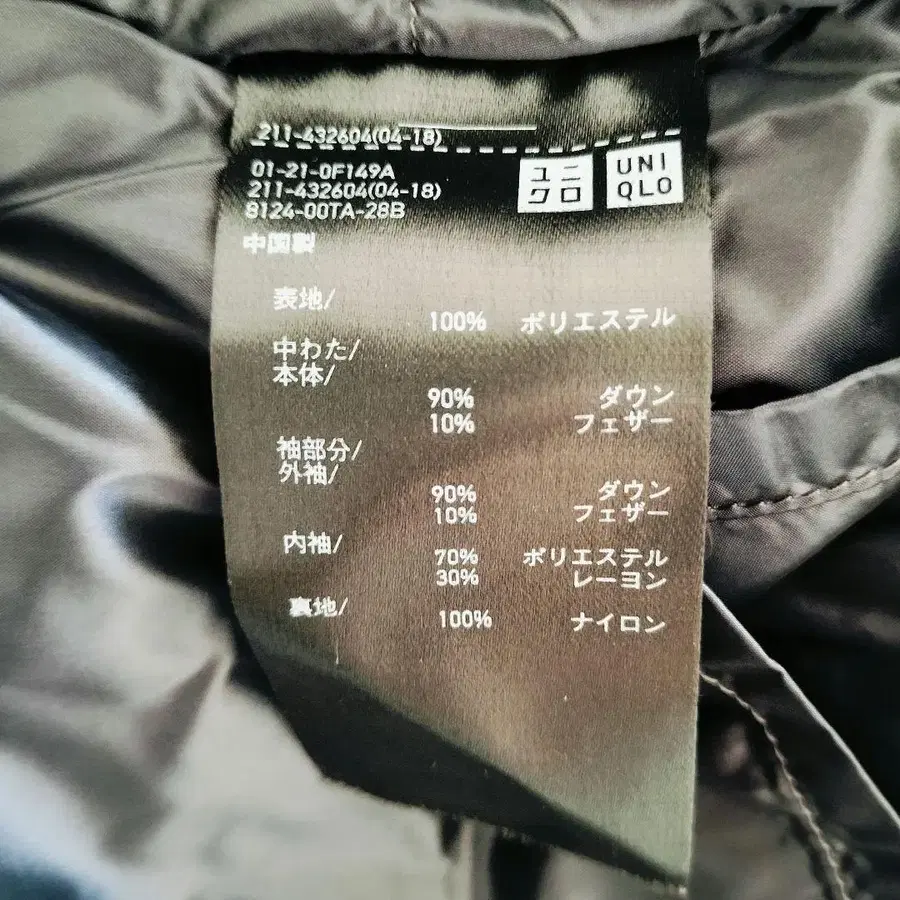 211-432604(04-18)
01-21-0F149A
211-432604(04-18)
8124-00TA-28B
ユニ
クロ
UNI
QLO
中国製
表地/
100% ポリエステル
中わた/
本体/
90% ダウン
10% フェザー
袖部分/
外袖/
90% ダウン
10% フェザー
内袖/
70% ポリエステル
30% レーヨン
裏地/
100% ナイロン